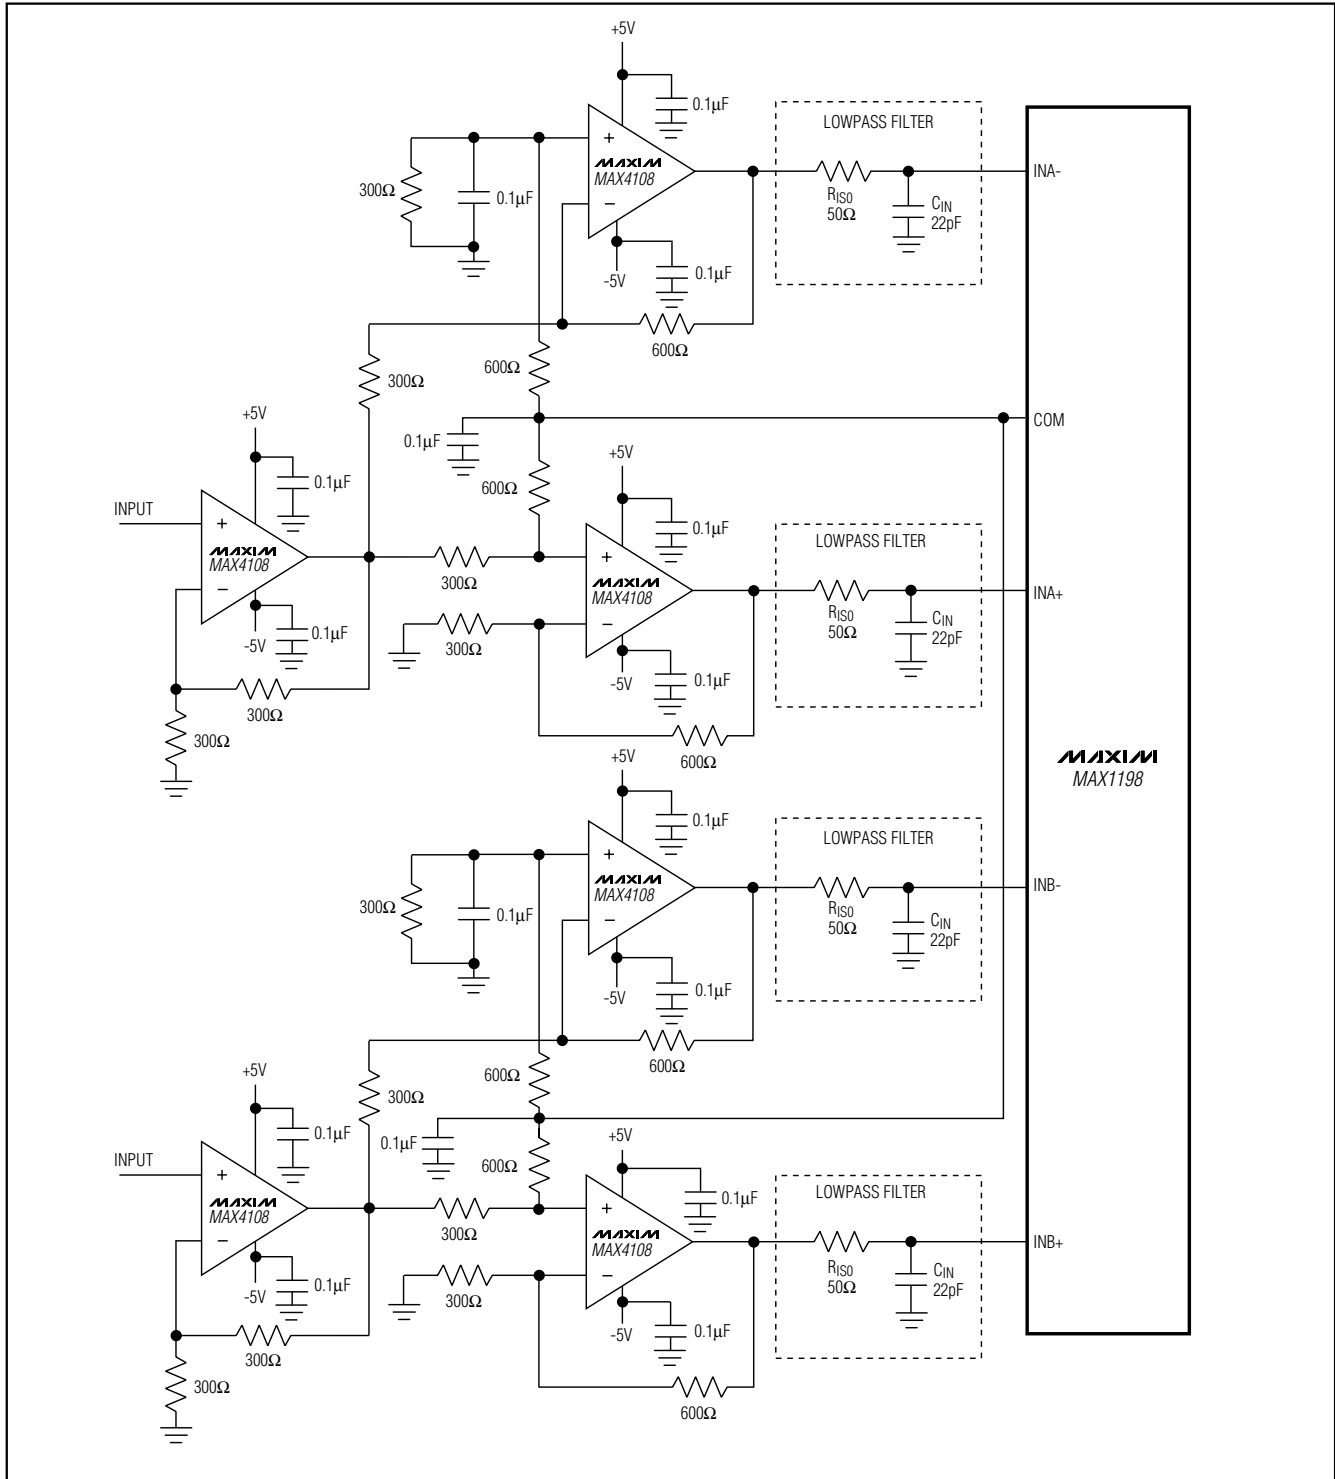 +5V
0.1µF
LOWPASS FILTER
+
MAXIM
MAX4108
−
INA-
300Ω
0.1µF
RISO
50Ω
CIN
22pF
-5V
0.1µF
600Ω
600Ω
300Ω
+5V
COM
0.1µF
0.1µF
INPUT
+
MAXIM
MAX4108
−
600Ω
+5V
0.1µF
LOWPASS FILTER
300Ω
+
MAXIM
MAX4108
−
INA+
RISO
50Ω
CIN
22pF
-5V
0.1µF
300Ω
-5V
0.1µF
300Ω
300Ω
600Ω
MAXIM
MAX1198
+5V
0.1µF
LOWPASS FILTER
+
MAXIM
MAX4108
−
INB-
300Ω
0.1µF
RISO
50Ω
CIN
22pF
-5V
0.1µF
600Ω
600Ω
300Ω
+5V
0.1µF
0.1µF
INPUT
+
MAXIM
MAX4108
−
600Ω
+5V
0.1µF
LOWPASS FILTER
300Ω
+
MAXIM
MAX4108
−
INB+
RISO
50Ω
CIN
22pF
-5V
0.1µF
300Ω
-5V
0.1µF
300Ω
300Ω
600Ω